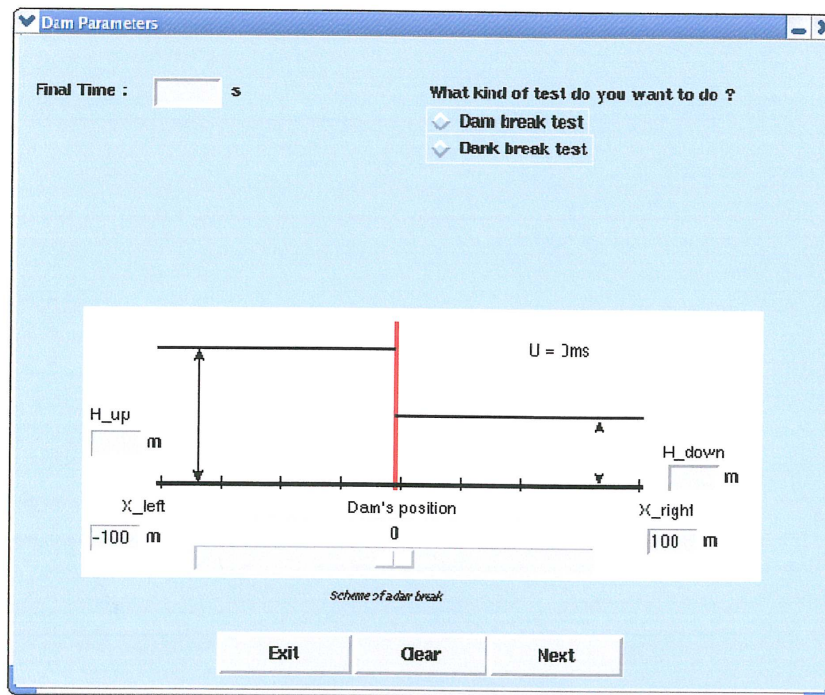 Dam Parameters
Final Time : s
What kind of test do you want to do ?
Dam break test
Dank break test
U = 0ms
H_up
m
H_down
m
X_left
Dam's position
X_right
-100 m
0
100 m
Scheme of a dam break
Exit
Clear
Next